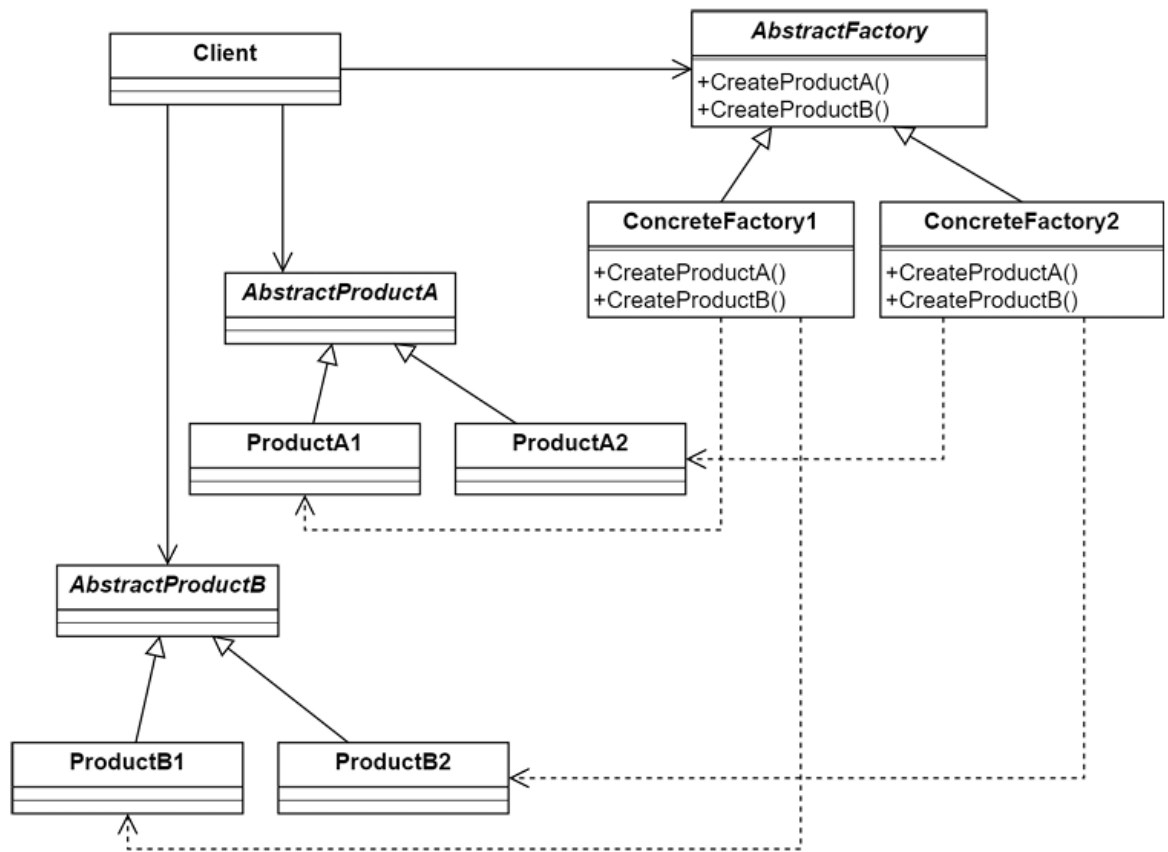 Client
AbstractFactory
+CreateProductA()
+CreateProductB()
ConcreteFactory1
+CreateProductA()
+CreateProductB()
ConcreteFactory2
+CreateProductA()
+CreateProductB()
AbstractProductA
ProductA1
ProductA2
AbstractProductB
ProductB1
ProductB2